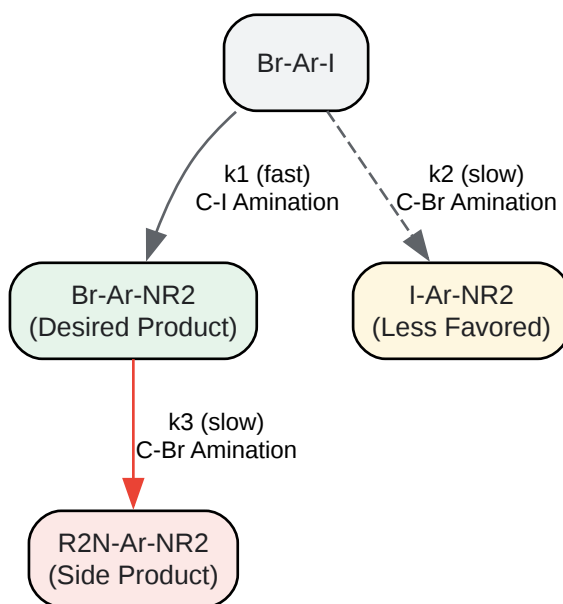 Br-Ar-I
k1 (fast)
C-I Amination
k2 (slow)
C-Br Amination
Br-Ar-NR2
(Desired Product)
I-Ar-NR2
(Less Favored)
k3 (slow)
C-Br Amination
R2N-Ar-NR2
(Side Product)